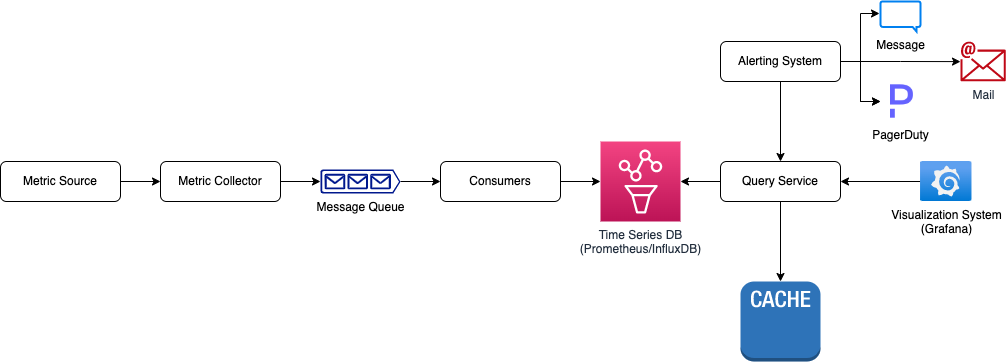 Message
Alerting System
@
Mail
P
PagerDuty
Metric Source
Metric Collector
Message Queue
Consumers
Time Series DB
(Prometheus/InfluxDB)
Query Service
Visualization System
(Grafana)
CACHE